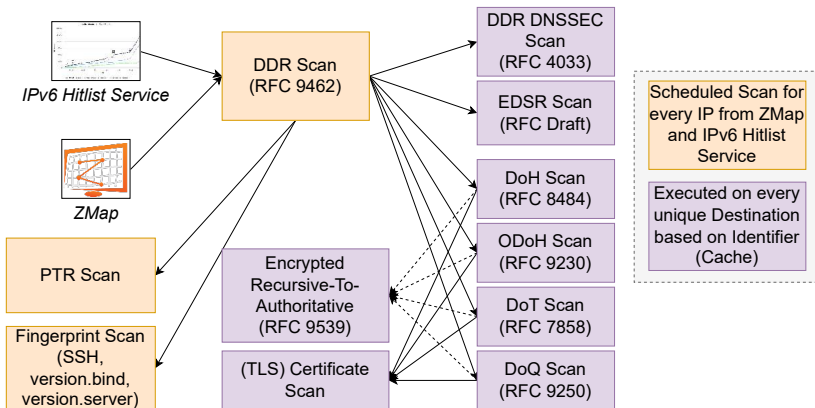 IPv6 Hitlist Service
ZMap
DDR Scan
(RFC 9462)
PTR Scan
Fingerprint Scan
(SSH,
version.bind,
version.server)
Encrypted
Recursive-To-
Authoritative
(RFC 9539)
(TLS) Certificate
Scan
DDR DNSSEC
Scan
(RFC 4033)
EDSR Scan
(RFC Draft)
DoH Scan
(RFC 8484)
ODoH Scan
(RFC 9230)
DoT Scan
(RFC 7858)
DoQ Scan
(RFC 9250)
Scheduled Scan for
every IP from ZMap
and IPv6 Hitlist
Service
Executed on every
unique Destination
based on Identifier
(Cache)